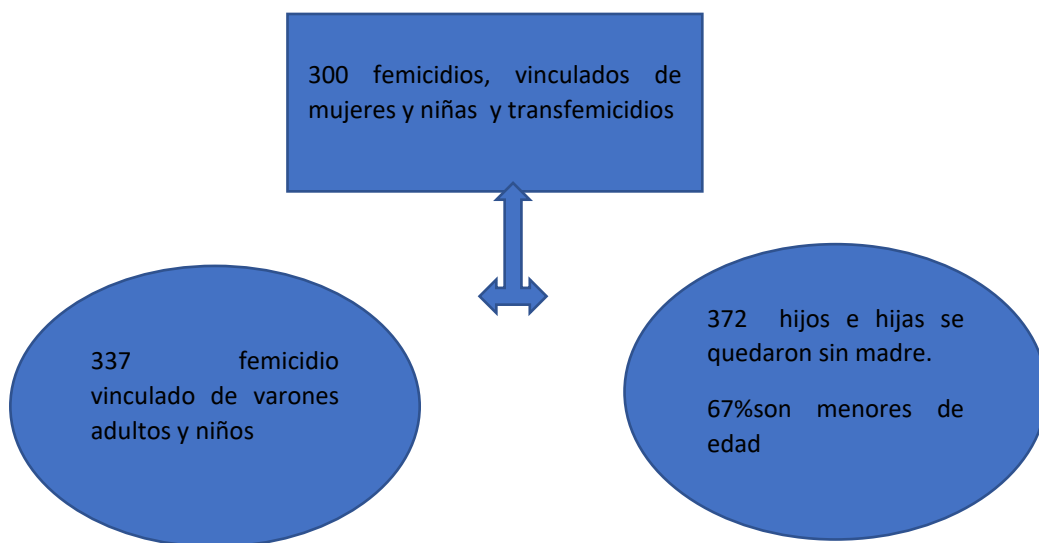 300 femicidios, vinculados de
mujeres y niñas y transfemicidios
337 femicidio
vinculado de varones
adultos y niños
372 hijos e hijas se
quedaron sin madre.
67%son menores de
edad